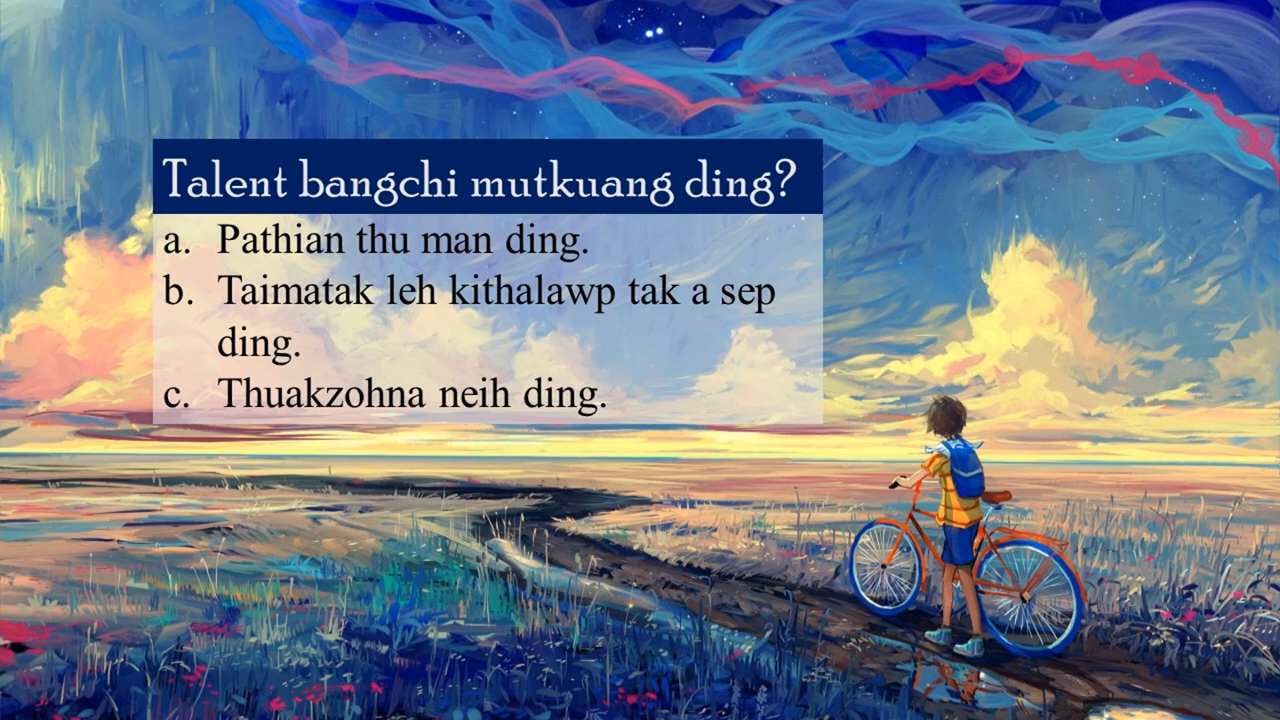 Talent bangchi mutkuang ding?
a. Pathian thu man ding.
b. Taimatak leh kithalawp tak a sep
ding.
c. Thuakzohna neih ding.